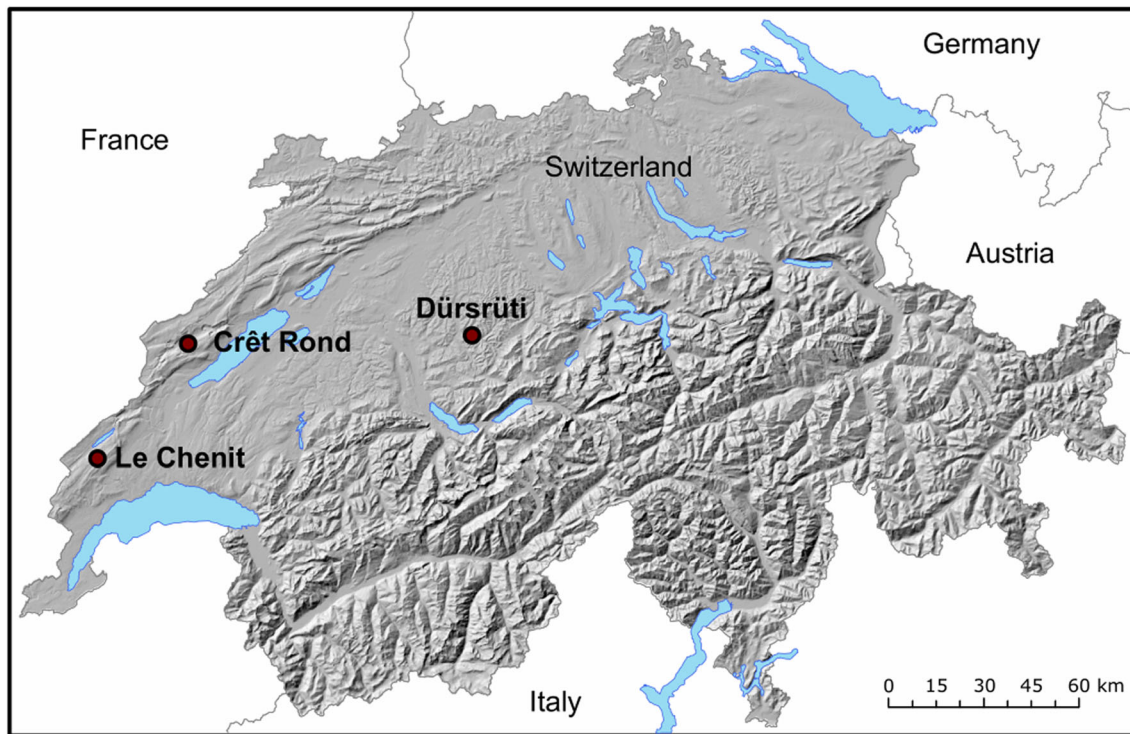 Germany
France
Switzerland
Austria
Dürsrüti
Crêt Rond
Le Chenit
Italy
0 15 30 45 60 km